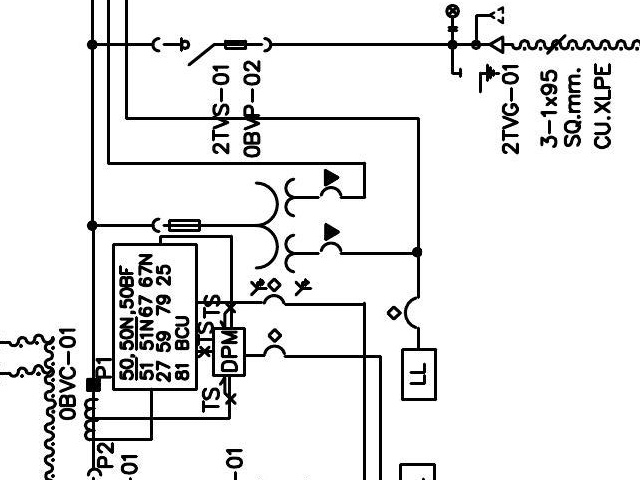 2TVS-01
0BVP-02
2TVG-01
3-1x95
SQ.mm.
CU.XLPE
50, 50N,50BF
51 51N67 67N
27 59 79 25
81 BCU
TS
TS
DPM
TS
P1
0BVC-01
P2
-01
-01
LL